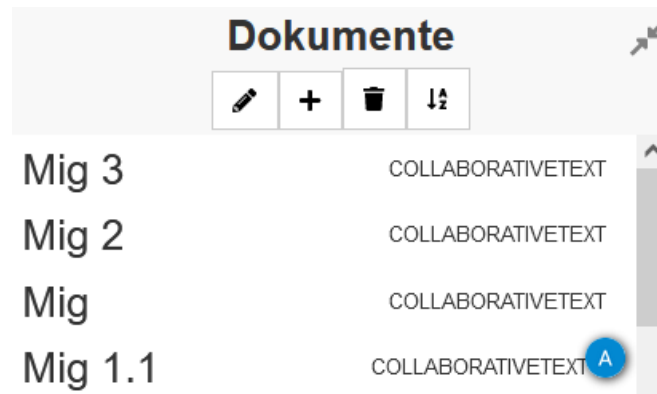 Dokumente
Mig 3 COLLABORATIVETEXT
Mig 2 COLLABORATIVETEXT
Mig COLLABORATIVETEXT
Mig 1.1 COLLABORATIVETEXT A